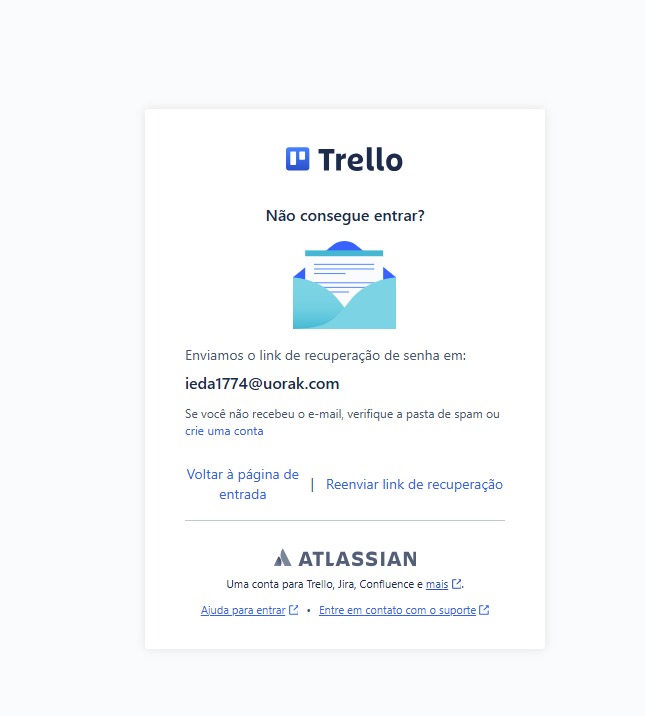 Trello
Não consegue entrar?
Enviamos o link de recuperação de senha em:
ieda1774@uorak.com
Se você não recebeu o e-mail, verifique a pasta de spam ou
crie uma conta
Voltar à página de
entrada
| Reenviar link de recuperação
ATLASSIAN
Uma conta para Trello, Jira, Confluence e mais.
Ajuda para entrar • Entre em contato com o suporte